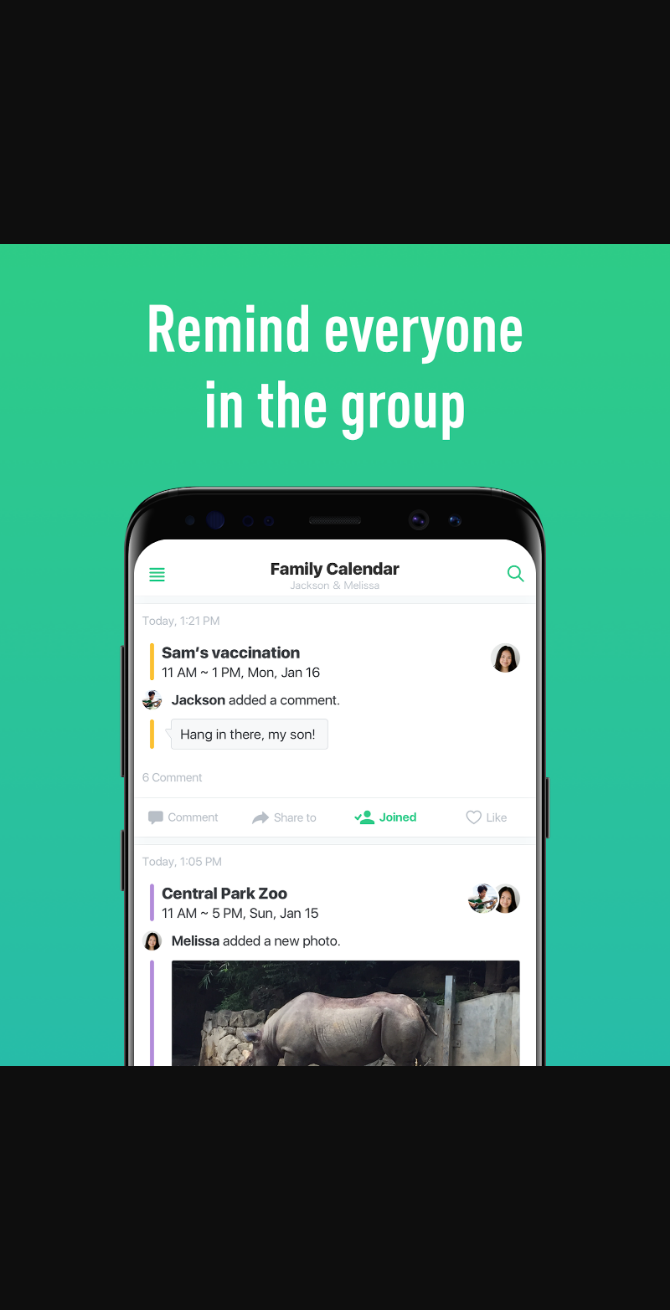 Remind everyone
in the group
Family Calendar
Jackson & Melissa
Today, 1:21 PM
Sam's vaccination
11 AM ~ 1 PM, Mon, Jan 16
Jackson added a comment.
Hang in there, my son!
6 Comment
Comment Share to Joined Like
Today, 1:05 PM
Central Park Zoo
11 AM ~ 5 PM, Sun, Jan 15
Melissa added a new photo.